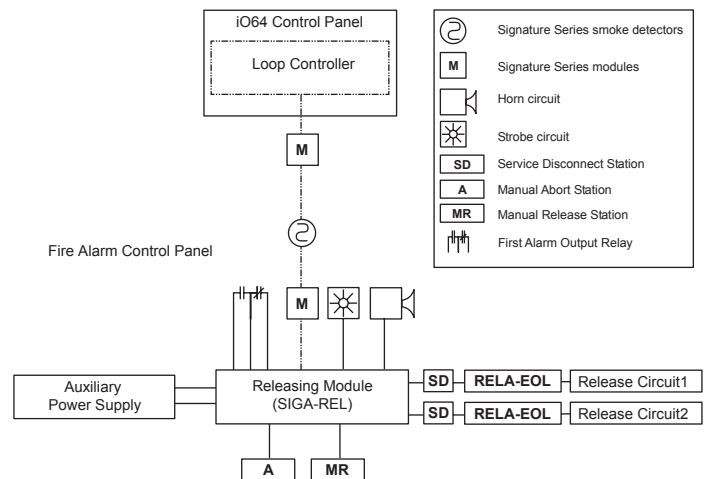 iO64 Control Panel
Loop Controller
M
Fire Alarm Control Panel
M
Auxiliary
Power Supply
Releasing Module
(SIGA-REL)
SD
RELA-EOL
Release Circuit1
SD
RELA-EOL
Release Circuit2
A
MR
Signature Series smoke detectors
M
Signature Series modules
Horn circuit
Strobe circuit
SD
Service Disconnect Station
A
Manual Abort Station
MR
Manual Release Station
First Alarm Output Relay